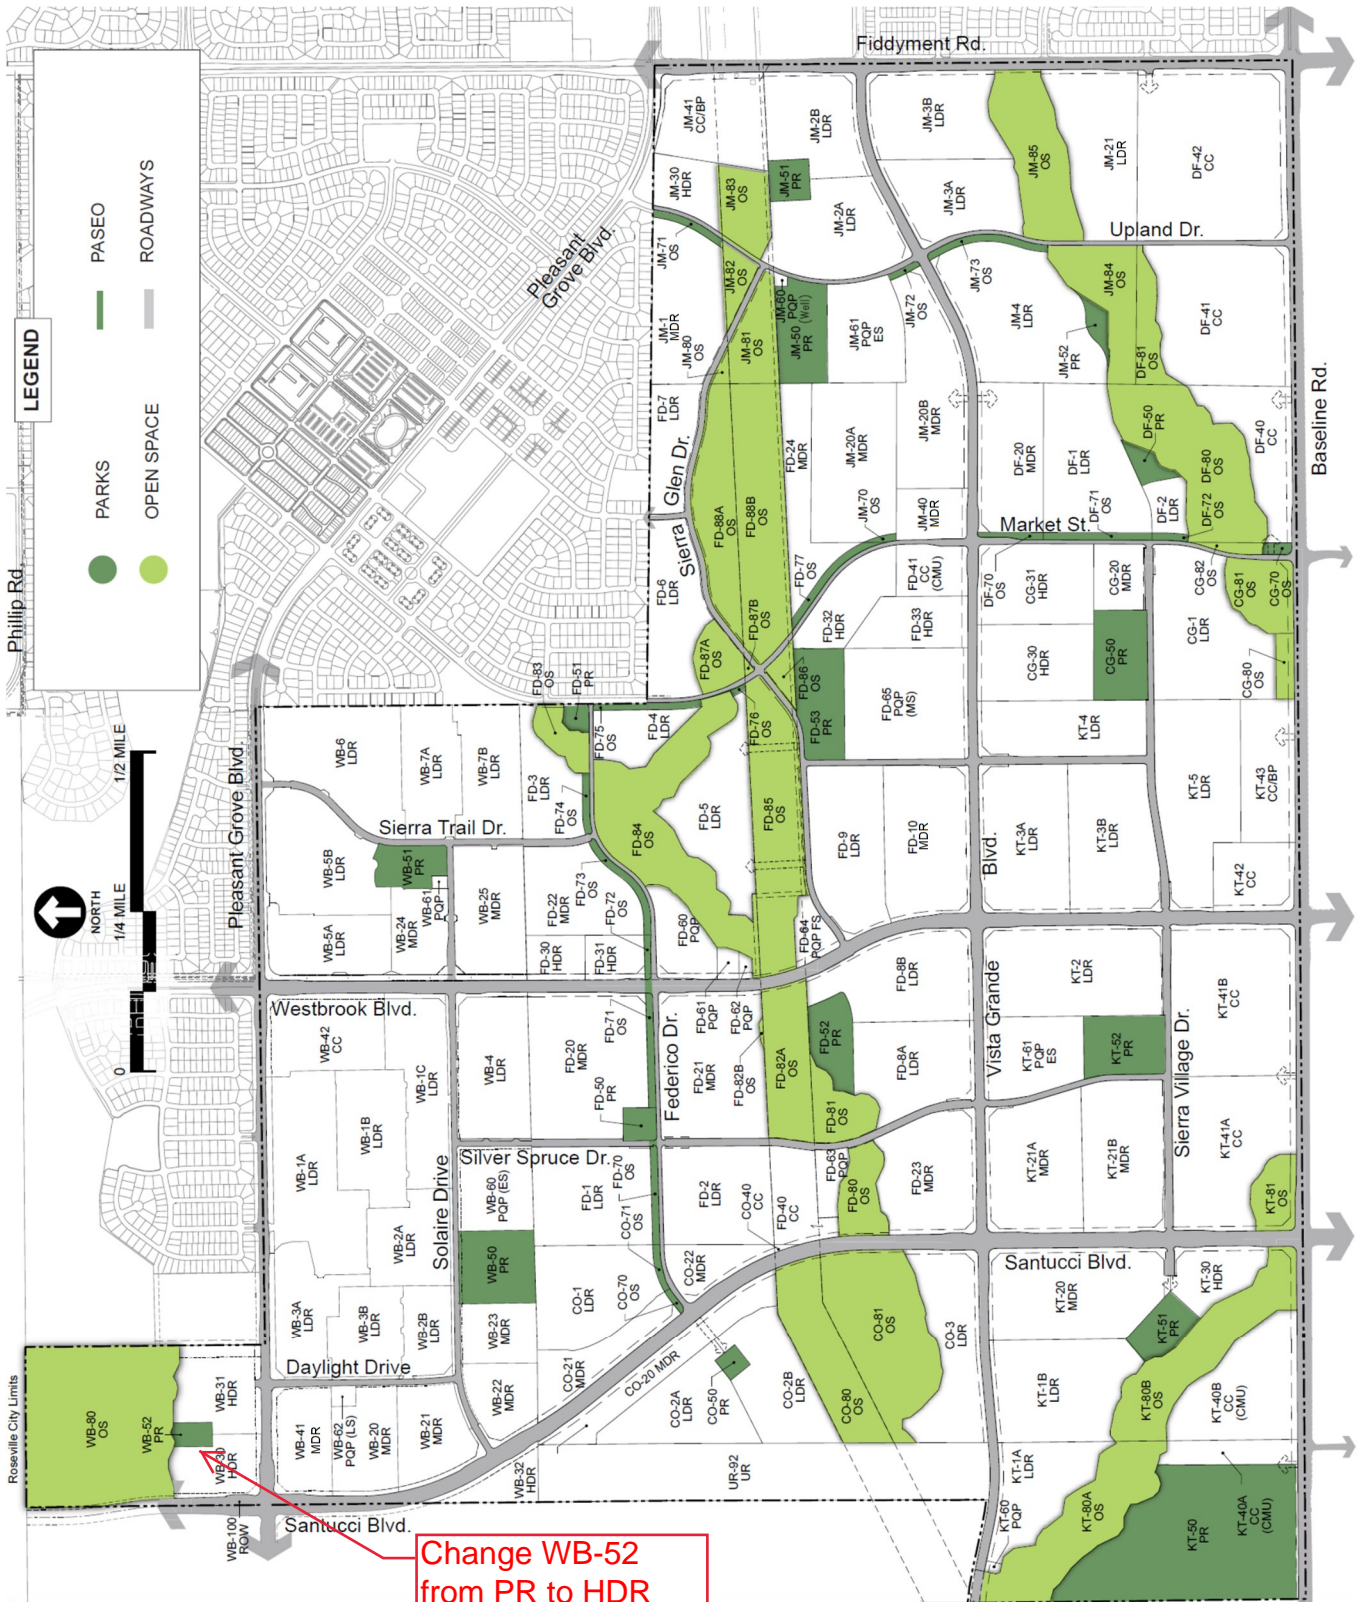 Fiddyment Rd.
Phillip Rd.
LEGEND
PARKS
PASEO
OPEN SPACE
ROADWAYS
NORTH
0
1/4 MILE
1/2 MILE
Pleasant
Grove Blvd.
Pleasant Grove Blvd.
Sierra Glen Dr.
Upland Dr.
Baseline Rd.
Market St.
Sierra Trail Dr.
Westbrook Blvd.
Federico Dr.
Vista Grande
Blvd.
Sierra Village Dr.
Silver Spruce Dr.
Solaire Drive
Daylight Drive
Santucci Blvd.
Santucci Blvd.
Roseville City Limits
JM-41
CC/BP
JM-2B
LDR
JM-3B
LDR
JM-30
HDR
JM-83
OS
JM-51
PR
JM-2A
LDR
JM-3A
LDR
JM-85
OS
JM-21
LDR
DF-42
CC
JM-71
OS
JM-82
OS
JM-1
MDR
JM-80
OS
JM-81
OS
JM-60
PQP
(Well)
JM-50
PR
JM-61
PQP
ES
JM-72
OS
JM-73
OS
JM-4
LDR
JM-52
PR
JM-84
OS
DF-81
OS
DF-41
CC
FD-7
LDR
FD-24
MDR
JM-20A
MDR
JM-20B
MDR
DF-20
MDR
DF-1
LDR
DF-50
PR
DF-80
OS
DF-40
CC
FD-88A
OS
FD-88B
OS
JM-70
OS
JM-40
MDR
DF-71
OS
DF-2
LDR
DF-72
OS
FD-6
LDR
FD-77
OS
FD-41
CC
(CMU)
DF-70
OS
CG-31
HDR
CG-20
MDR
CG-82
OS
CG-81
OS
CG-70
OS
FD-87A
OS
FD-87B
OS
FD-32
HDR
FD-33
HDR
CG-30
HDR
CG-50
PR
CG-1
LDR
CG-80
OS
FD-83
OS
FD-51
PR
FD-86
OS
FD-53
PR
FD-65
PQP
(MS)
KT-4
LDR
WB-6
LDR
WB-7A
LDR
WB-7B
LDR
FD-3
LDR
FD-75
OS
FD-4
LDR
FD-76
OS
KT-5
LDR
KT-43
CC/BP
FD-74
OS
FD-5
LDR
FD-85
OS
FD-9
LDR
FD-10
MDR
KT-3A
LDR
KT-3B
LDR
WB-5B
LDR
WB-51
PR
FD-84
OS
KT-42
CC
WB-5A
LDR
WB-24
MDR
WB-61
PQP
WB-25
MDR
FD-22
MDR
FD-73
OS
FD-72
OS
FD-60
PQP
FD-64
PQP FS
FD-30
HDR
FD-31
HDR
FD-61
PQP
FD-62
PQP
FD-8B
LDR
KT-2
LDR
KT-41B
CC
WB-42
CC
WB-1C
LDR
WB-4
LDR
FD-20
MDR
FD-71
OS
FD-21
MDR
FD-82B
OS
FD-82A
OS
FD-52
PR
FD-8A
LDR
KT-61
PQP
ES
KT-52
PR
WB-1A
LDR
WB-1B
LDR
FD-50
PR
FD-81
OS
KT-41A
CC
WB-60
PQP (ES)
FD-1
LDR
FD-70
OS
FD-2
LDR
FD-63
PQP
FD-80
OS
FD-23
MDR
KT-21A
MDR
KT-21B
MDR
KT-81
OS
WB-2A
LDR
WB-50
PR
CO-71
OS
CO-40
CC
FD-40
CC
WB-3A
LDR
WB-3B
LDR
WB-2B
LDR
WB-23
MDR
CO-1
LDR
CO-70
OS
CO-22
MDR
CO-81
OS
CO-3
LDR
KT-20
MDR
KT-30
HDR
KT-51
PR
WB-80
OS
WB-52
PR
WB-31
HDR
WB-22
MDR
CO-21
MDR
CO-20 MDR
CO-2A
LDR
CO-50
PR
CO-2B
LDR
CO-80
OS
KT-1B
LDR
KT-80B
OS
KT-40B
CC
(CMU)
WB-30
HDR
WB-41
MDR
WB-62
PQP (LS)
WB-20
MDR
WB-21
MDR
WB-32
HDR
UR-92
UR
KT-1A
LDR
KT-60
PQP
KT-80A
OS
KT-50
PR
KT-40A
CC
(CMU)
WB-100
ROW
Change WB-52
from PR to HDR